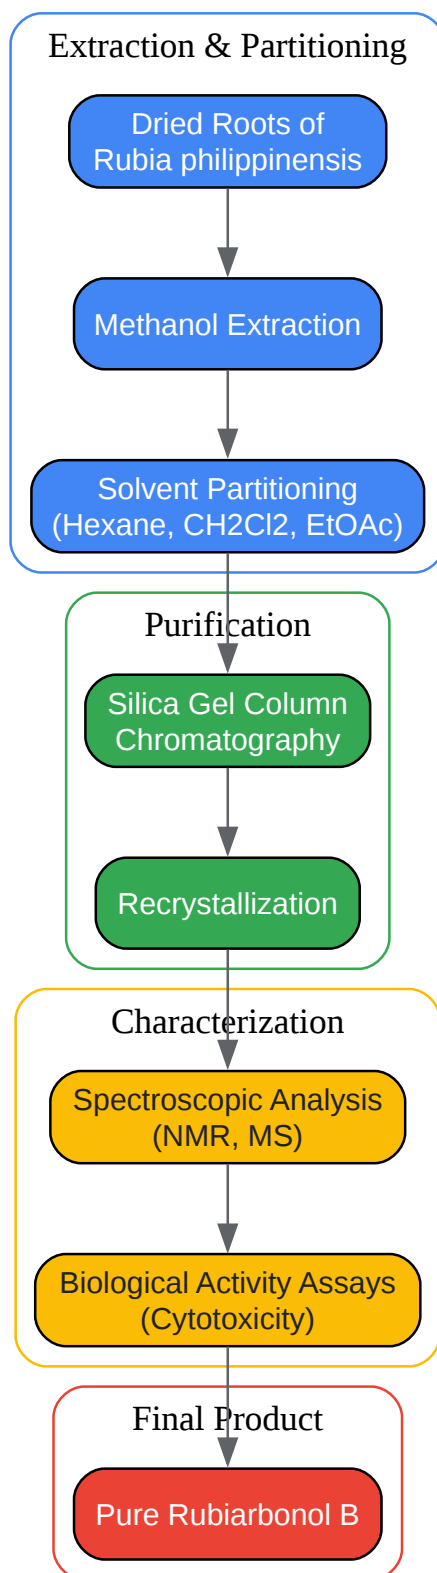 Extraction & Partitioning
Dried Roots of
Rubia philippinensis
Methanol Extraction
Solvent Partitioning
(Hexane, CH2Cl2, EtOAc)
Purification
Silica Gel Column
Chromatography
Recrystallization
Characterization
Spectroscopic Analysis
(NMR, MS)
Biological Activity Assays
(Cytotoxicity)
Final Product
Pure Rubiarbonol B